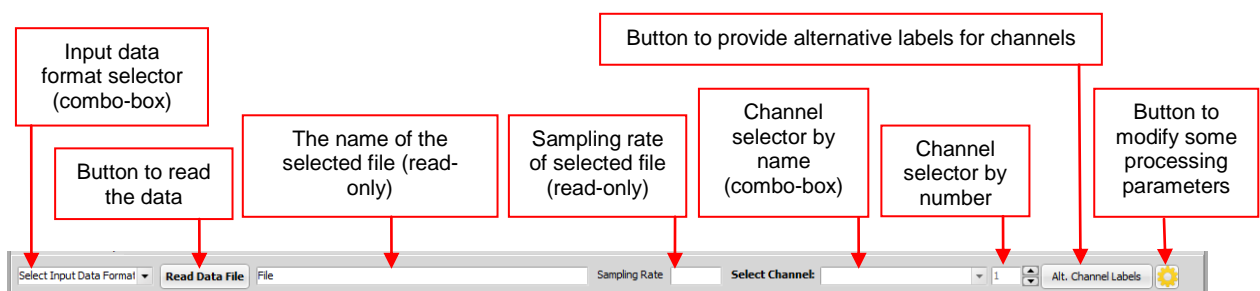 Input data
format selector
(combo-box)
Button to read
the data
The name of the
selected file (read-
only)
Sampling rate
of selected file
(read-only)
Button to provide alternative labels for channels
Channel
selector by
name
(combo-box)
Channel
selector by
number
Button to
modify some
processing
parameters
Select Input Data Format Read Data File File Sampling Rate Select Channel: 1 Alt. Channel Labels